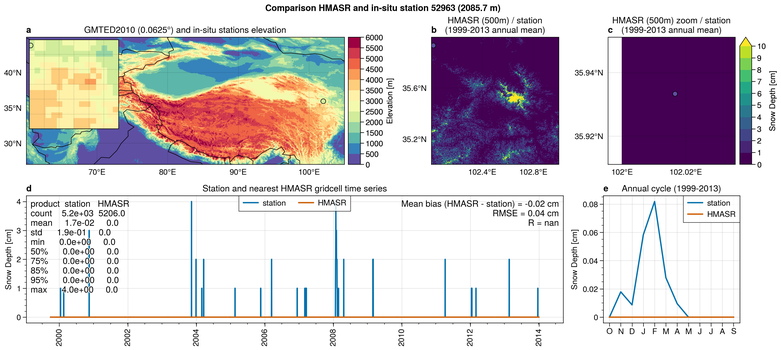 Comparison HMASR and in-situ station 52963 (2085.7 m)
a
GMTED2010 (0.0625°) and in-situ stations elevation
40°N
35°N
30°N
70°E
80°E
90°E
100°E
6000
5500
5000
4500
4000
3500
3000
2500
2000
1500
1000
500
0
Elevation [m]
b
HMASR (500m) / station
(1999-2013 annual mean)
35.6°N
35.2°N
102.4°E
102.8°E
c
HMASR (500m) zoom / station
(1999-2013 annual mean)
35.94°N
35.92°N
102°E
102.02°E
10
9
8
7
6
5
4
3
2
1
0
Snow Depth [cm]
d
Station and nearest HMASR gridcell time series
product station HMASR
count 5.2e+03 5206.0
mean 1.7e-02 0.0
std 1.9e-01 0.0
min 0.0e+00 0.0
50% 0.0e+00 0.0
75% 0.0e+00 0.0
85% 0.0e+00 0.0
95% 0.0e+00 0.0
max 4.0e+00 0.0
station
HMASR
Mean bias (HMASR - station) = -0.02 cm
RMSE = 0.04 cm
R = nan
Snow Depth [cm]
4
3
2
1
0
2000
2002
2004
2006
2008
2010
2012
2014
e
Annual cycle (1999-2013)
station
HMASR
Snow Depth [cm]
0.08
0.06
0.04
0.02
0
O N D J F M A M J J A S